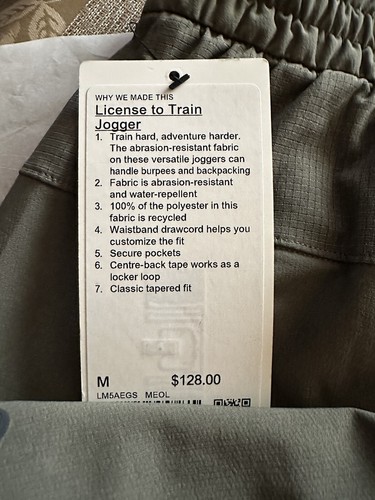 WHY WE MADE THIS
License to Train
Jogger
1. Train hard, adventure harder.
The abrasion-resistant fabric
on these versatile joggers can
handle burpees and backpacking
2. Fabric is abrasion-resistant
and water-repellent
3. 100% of the polyester in this
fabric is recycled
4. Waistband drawcord helps you
customize the fit
5. Secure pockets
6. Centre-back tape works as a
locker loop
7. Classic tapered fit
M $128.00
LM5AEGS MEOL